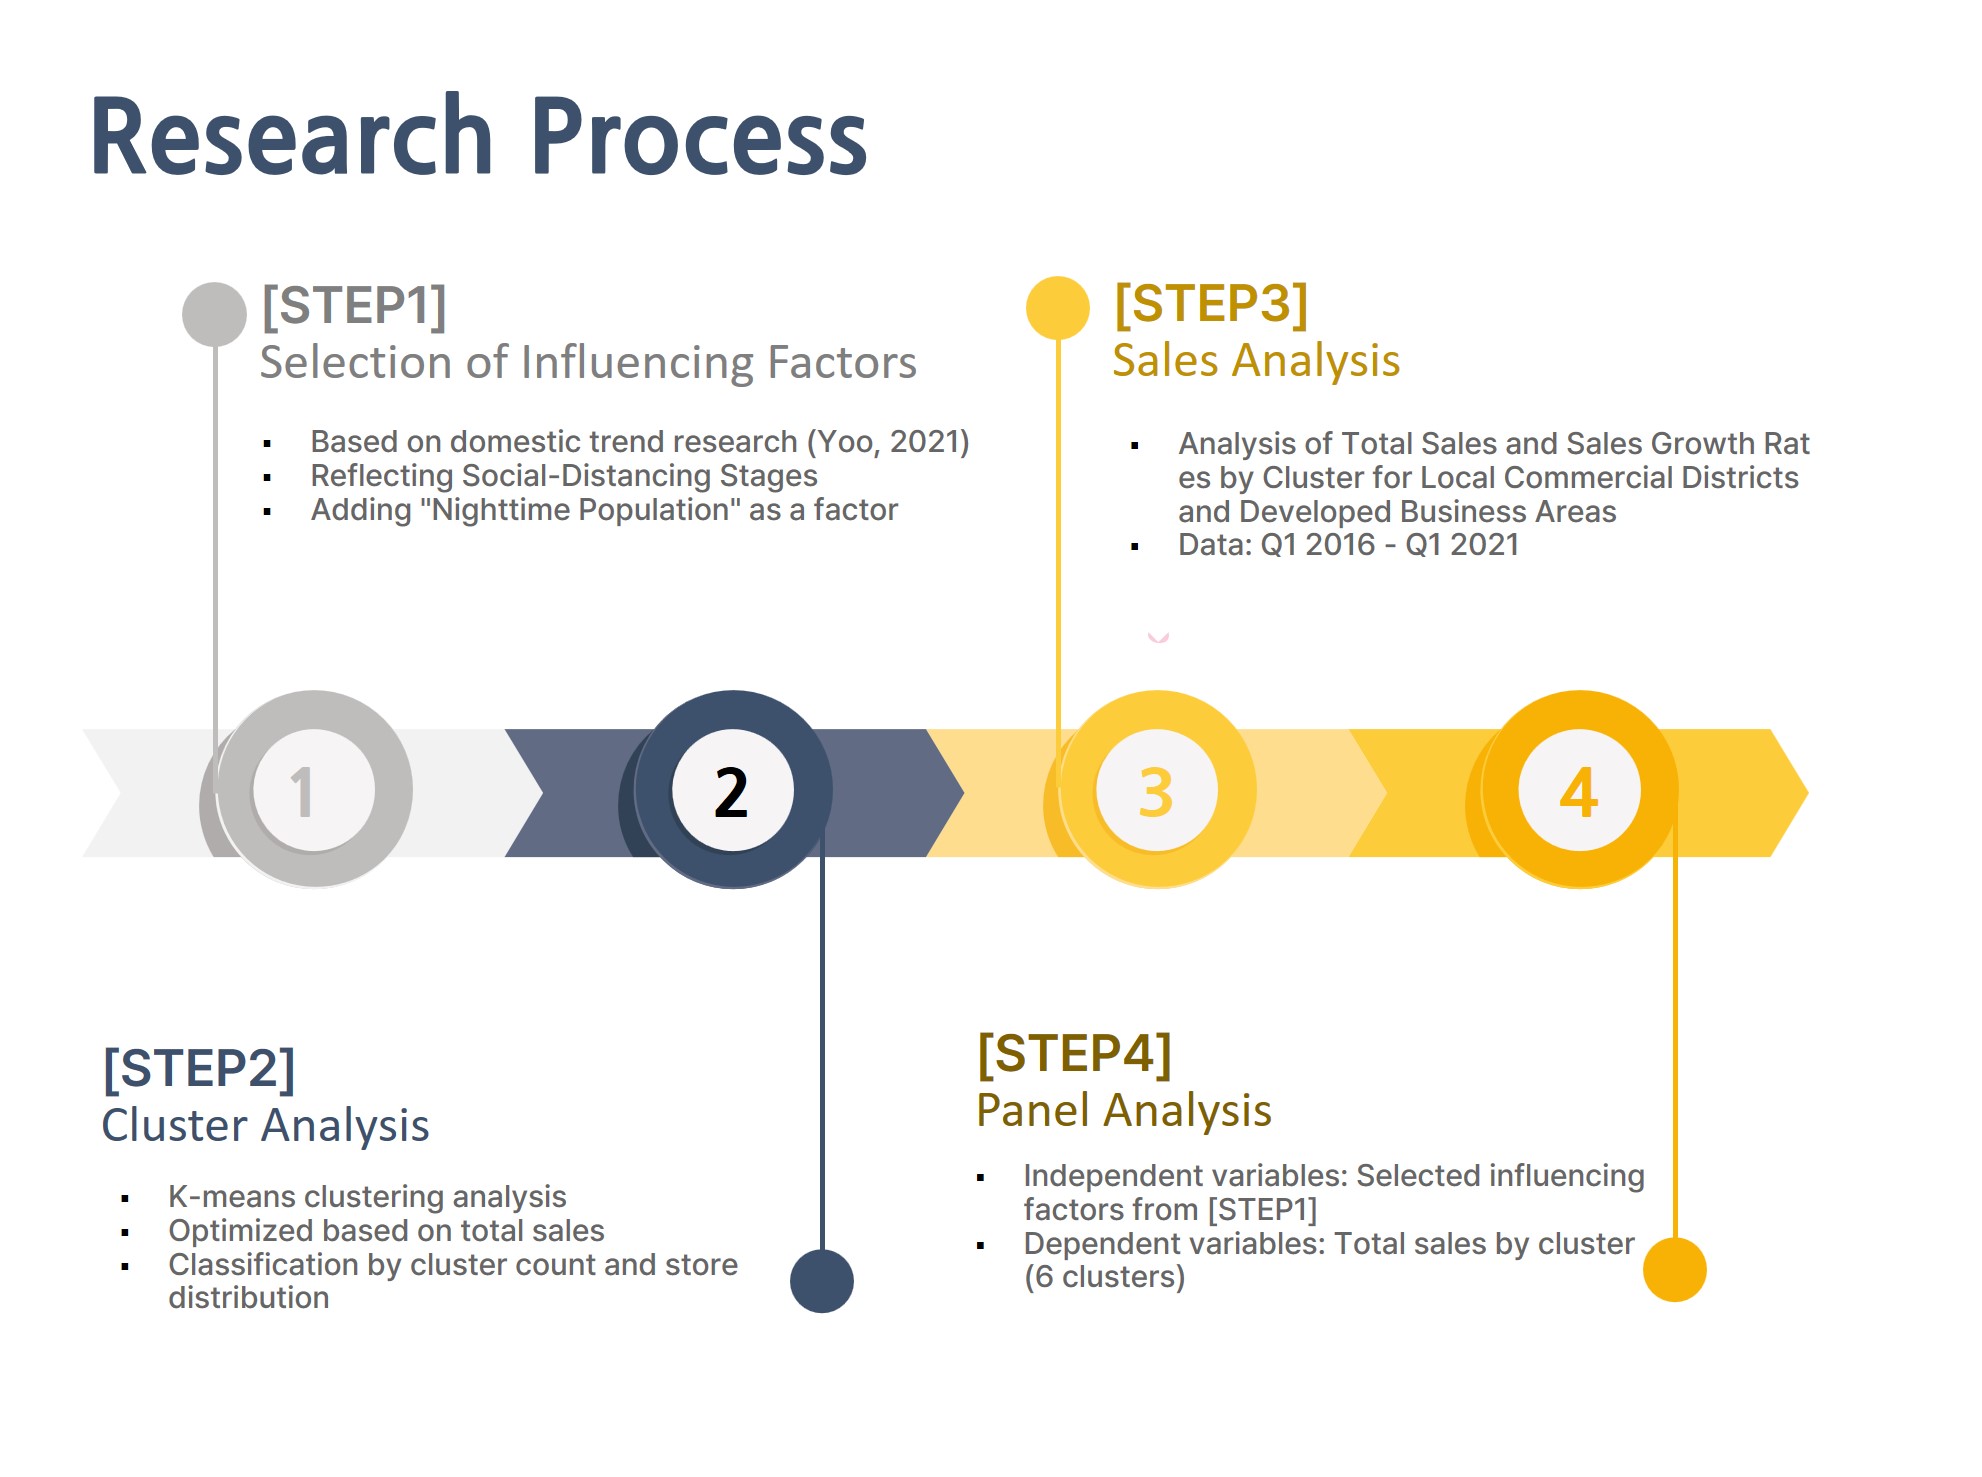 Research Process
[STEP1]
Selection of Influencing Factors
▪ Based on domestic trend research (Yoo, 2021)
▪ Reflecting Social-Distancing Stages
▪ Adding "Nighttime Population" as a factor
[STEP3]
Sales Analysis
▪ Analysis of Total Sales and Sales Growth Rat
es by Cluster for Local Commercial Districts
and Developed Business Areas
▪ Data: Q1 2016 - Q1 2021
1
2
3
4
[STEP2]
Cluster Analysis
▪ K-means clustering analysis
▪ Optimized based on total sales
▪ Classification by cluster count and store
distribution
[STEP4]
Panel Analysis
▪ Independent variables: Selected influencing
factors from [STEP1]
▪ Dependent variables: Total sales by cluster
(6 clusters)